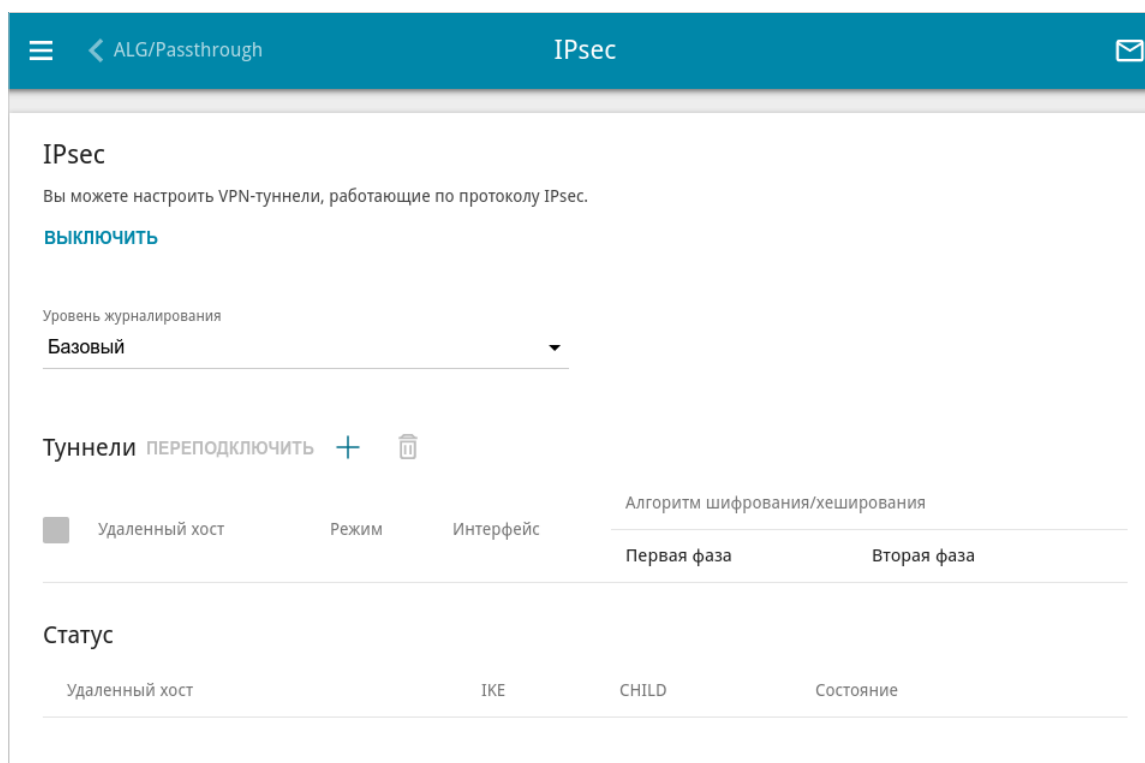 ALG/Passthrough
IPsec
IPsec
Вы можете настроить VPN-туннели, работающие по протоколу IPsec.
ВЫКЛЮЧИТЬ
Уровень журналирования
Базовый
Туннели ПЕРЕПОДКЛЮЧИТЬ
Алгоритм шифрования/хеширования
Удаленный хост Режим Интерфейс
Первая фаза Вторая фаза
Статус
Удаленный хост IKE CHILD Состояние